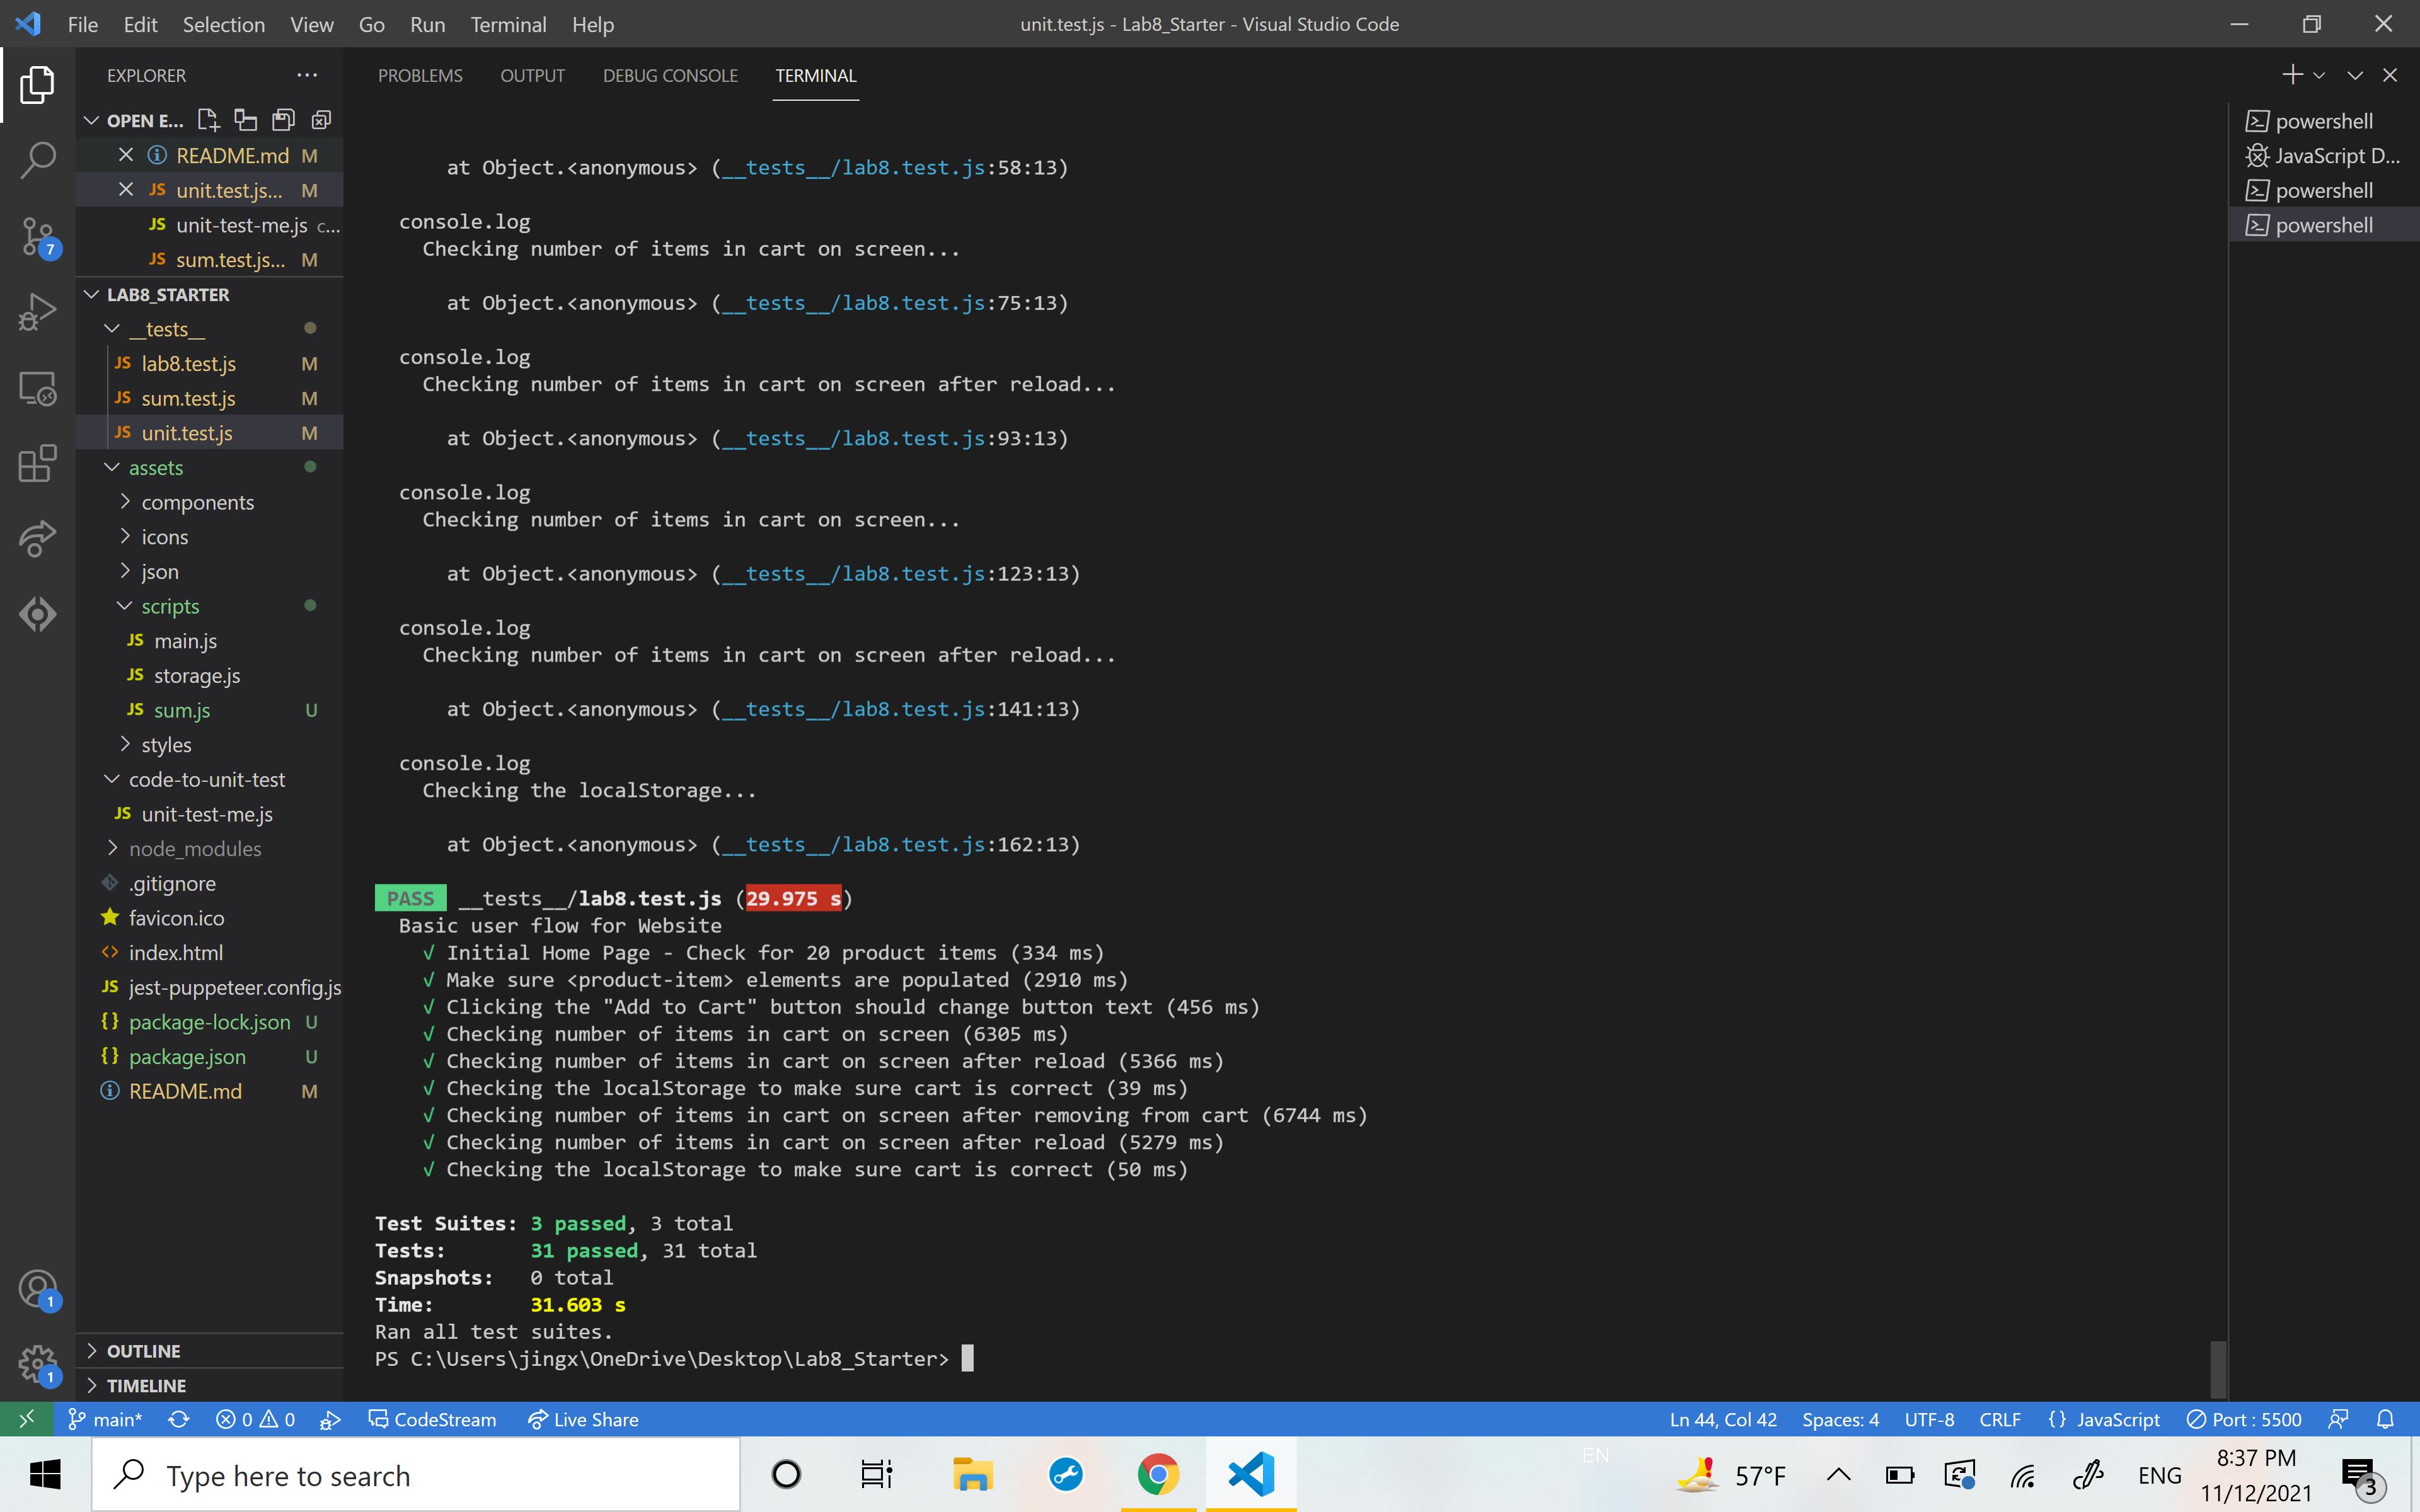 File Edit Selection View Go Run Terminal Help
unit.test.js - Lab8_Starter - Visual Studio Code
EXPLORER
OPEN E...
README.md M
unit.test.js... M
unit-test-me.js c...
sum.test.js... M
LAB8_STARTER
__tests__
JS lab8.test.js M
JS sum.test.js M
JS unit.test.js M
assets
components
icons
json
scripts
JS main.js
JS storage.js
JS sum.js U
styles
code-to-unit-test
JS unit-test-me.js
node_modules
.gitignore
favicon.ico
index.html
JS jest-puppeteer.config.js
{} package-lock.json U
{} package.json U
README.md M
OUTLINE
TIMELINE
7
1
1
PROBLEMS OUTPUT DEBUG CONSOLE TERMINAL
at Object.<anonymous> (__tests__/lab8.test.js:58:13)
console.log
Checking number of items in cart on screen...
at Object.<anonymous> (__tests__/lab8.test.js:75:13)
console.log
Checking number of items in cart on screen after reload...
at Object.<anonymous> (__tests__/lab8.test.js:93:13)
console.log
Checking number of items in cart on screen...
at Object.<anonymous> (__tests__/lab8.test.js:123:13)
console.log
Checking number of items in cart on screen after reload...
at Object.<anonymous> (__tests__/lab8.test.js:141:13)
console.log
Checking the localStorage...
at Object.<anonymous> (__tests__/lab8.test.js:162:13)
PASS __tests__/lab8.test.js (29.975 s)
Basic user flow for Website
√ Initial Home Page - Check for 20 product items (334 ms)
√ Make sure <product-item> elements are populated (2910 ms)
√ Clicking the "Add to Cart" button should change button text (456 ms)
√ Checking number of items in cart on screen (6305 ms)
√ Checking number of items in cart on screen after reload (5366 ms)
√ Checking the localStorage to make sure cart is correct (39 ms)
√ Checking number of items in cart on screen after removing from cart (6744 ms)
√ Checking number of items in cart on screen after reload (5279 ms)
√ Checking the localStorage to make sure cart is correct (50 ms)
Test Suites: 3 passed, 3 total
Tests: 31 passed, 31 total
Snapshots: 0 total
Time: 31.603 s
Ran all test suites.
PS C:\Users\jingx\OneDrive\Desktop\Lab8_Starter>
powershell
JavaScript D...
powershell
powershell
main* 0 0 CodeStream Live Share
Ln 44, Col 42 Spaces: 4 UTF-8 CRLF {} JavaScript Port : 5500
Type here to search
EN
57°F
ENG
8:37 PM
11/12/2021
3